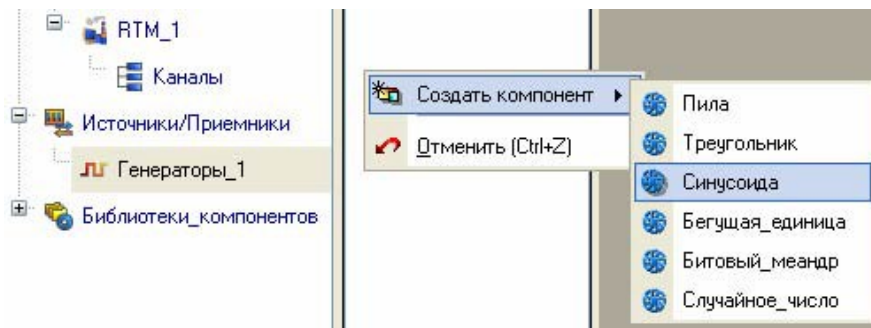 RTM_1
Каналы
Источники/Приемники
Генераторы_1
Библиотеки_компонентов
Создать компонент
Отменить (Ctrl+Z)
Пила
Треугольник
Синусоида
Бегущая_единица
Битовый_меандр
Случайное_число